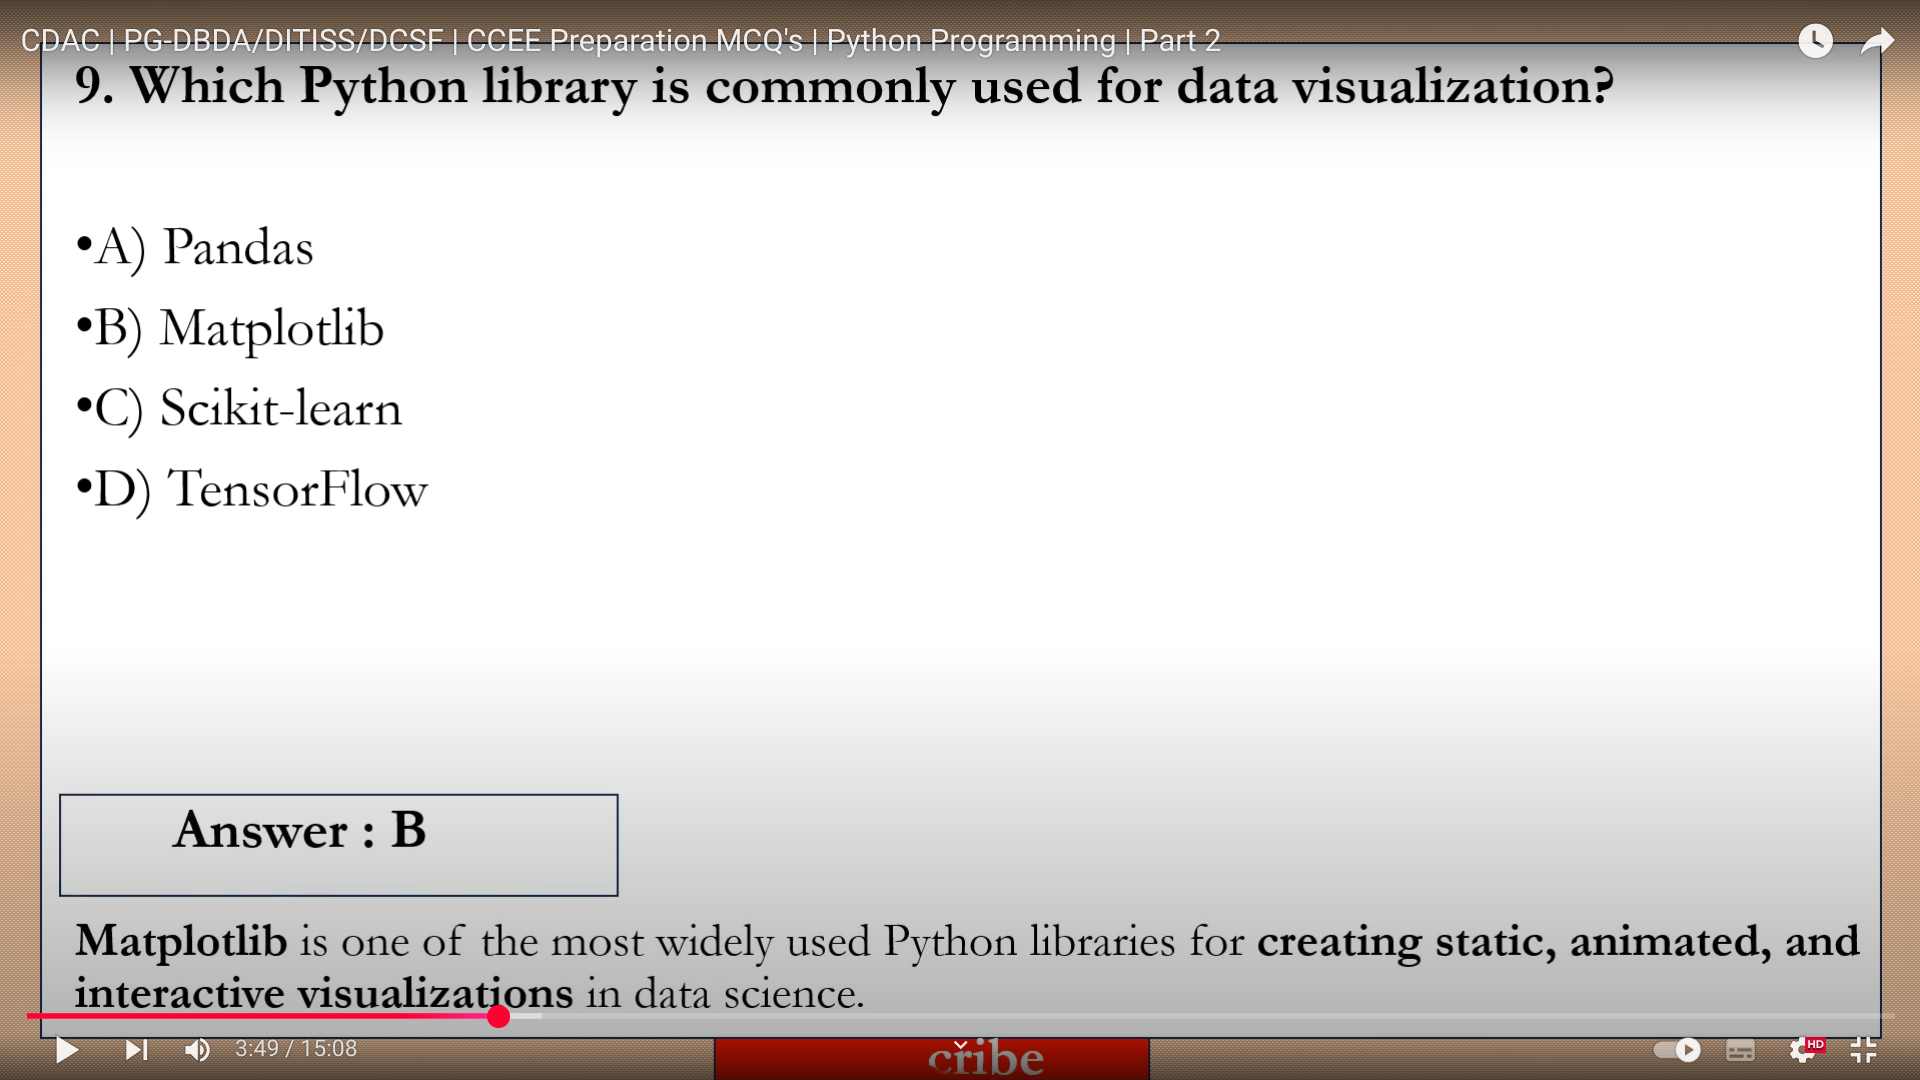 CDAC | PG-DBDA/DITISS/DCSF | CCEE Preparation MCQ's | Python Programming | Part 2
9. Which Python library is commonly used for data visualization?
•A) Pandas
•B) Matplotlib
•C) Scikit-learn
•D) TensorFlow
Answer : B
Matplotlib is one of the most widely used Python libraries for creating static, animated, and
interactive visualizations in data science.
3:49 / 15:08
HD
cribe